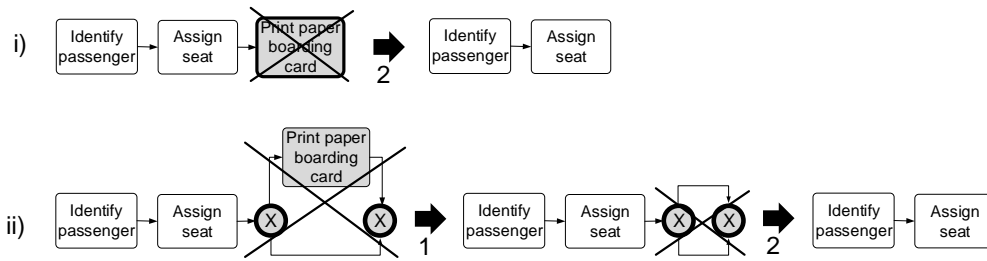 i)
Identify
passenger
Assign
seat
Print paper
boarding
card
2
Identify
passenger
Assign
seat
ii)
Identify
passenger
Assign
seat
X
Print paper
boarding
card
X
1
Identify
passenger
Assign
seat
X
X
2
Identify
passenger
Assign
seat